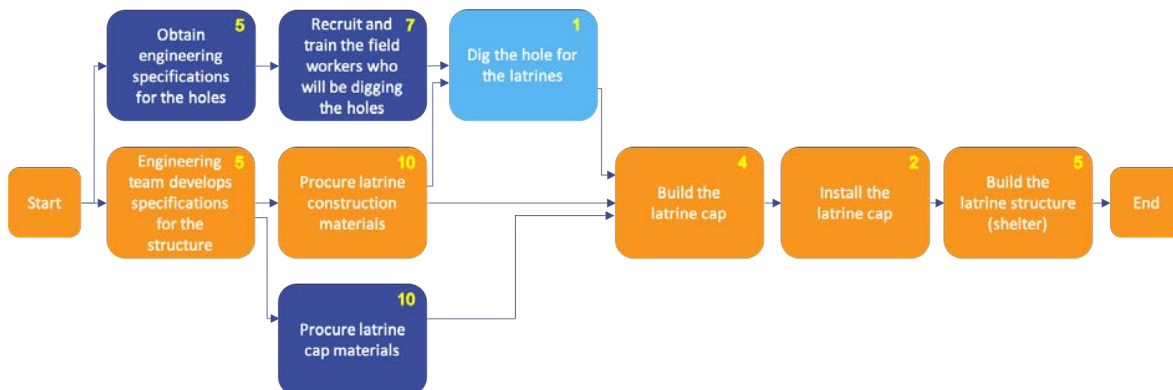 5
Obtain
engineering
specifications
for the holes
7
Recruit and
train the field
workers who
will be digging
the holes
1
Dig the hole for
the latrines
Start
5
Engineering
team develops
specifications
for the
structure
10
Procure latrine
construction
materials
4
Build the
latrine cap
2
Install the
latrine cap
5
Build the
latrine structure
(shelter)
End
10
Procure latrine
cap materials